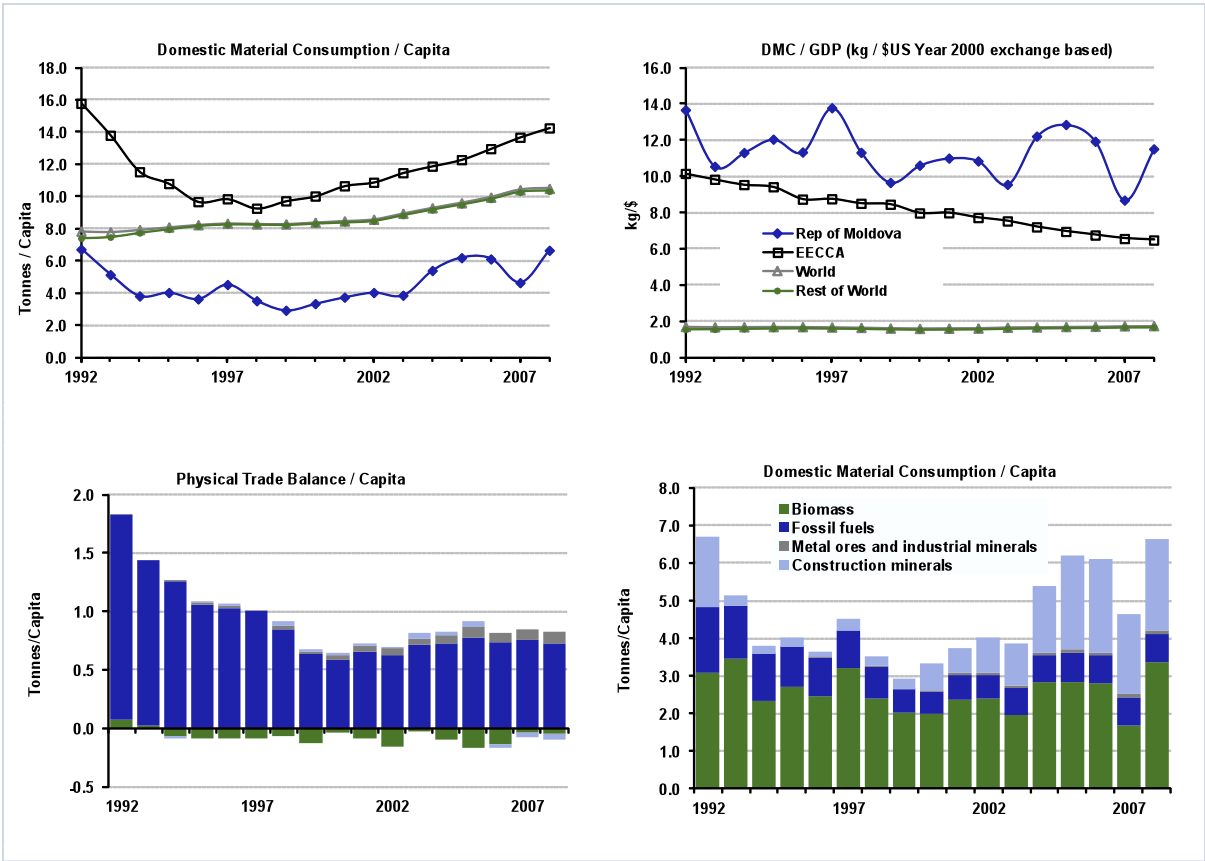 Domestic Material Consumption / Capita
Tonnes / Capita
18.0
16.0
14.0
12.0
10.0
8.0
6.0
4.0
2.0
0.0
1992 1997 2002 2007
DMC / GDP (kg / $US Year 2000 exchange based)
kg/$
16.0
14.0
12.0
10.0
8.0
6.0
4.0
2.0
0.0
Rep of Moldova
EECCA
World
Rest of World
1992 1997 2002 2007
Physical Trade Balance / Capita
Tonnes/Capita
2.0
1.5
1.0
0.5
0.0
-0.5
1992 1997 2002 2007
Domestic Material Consumption / Capita
Tonnes/Capita
8.0
7.0
6.0
5.0
4.0
3.0
2.0
1.0
0.0
Biomass
Fossil fuels
Metal ores and industrial minerals
Construction minerals
1992 1997 2002 2007